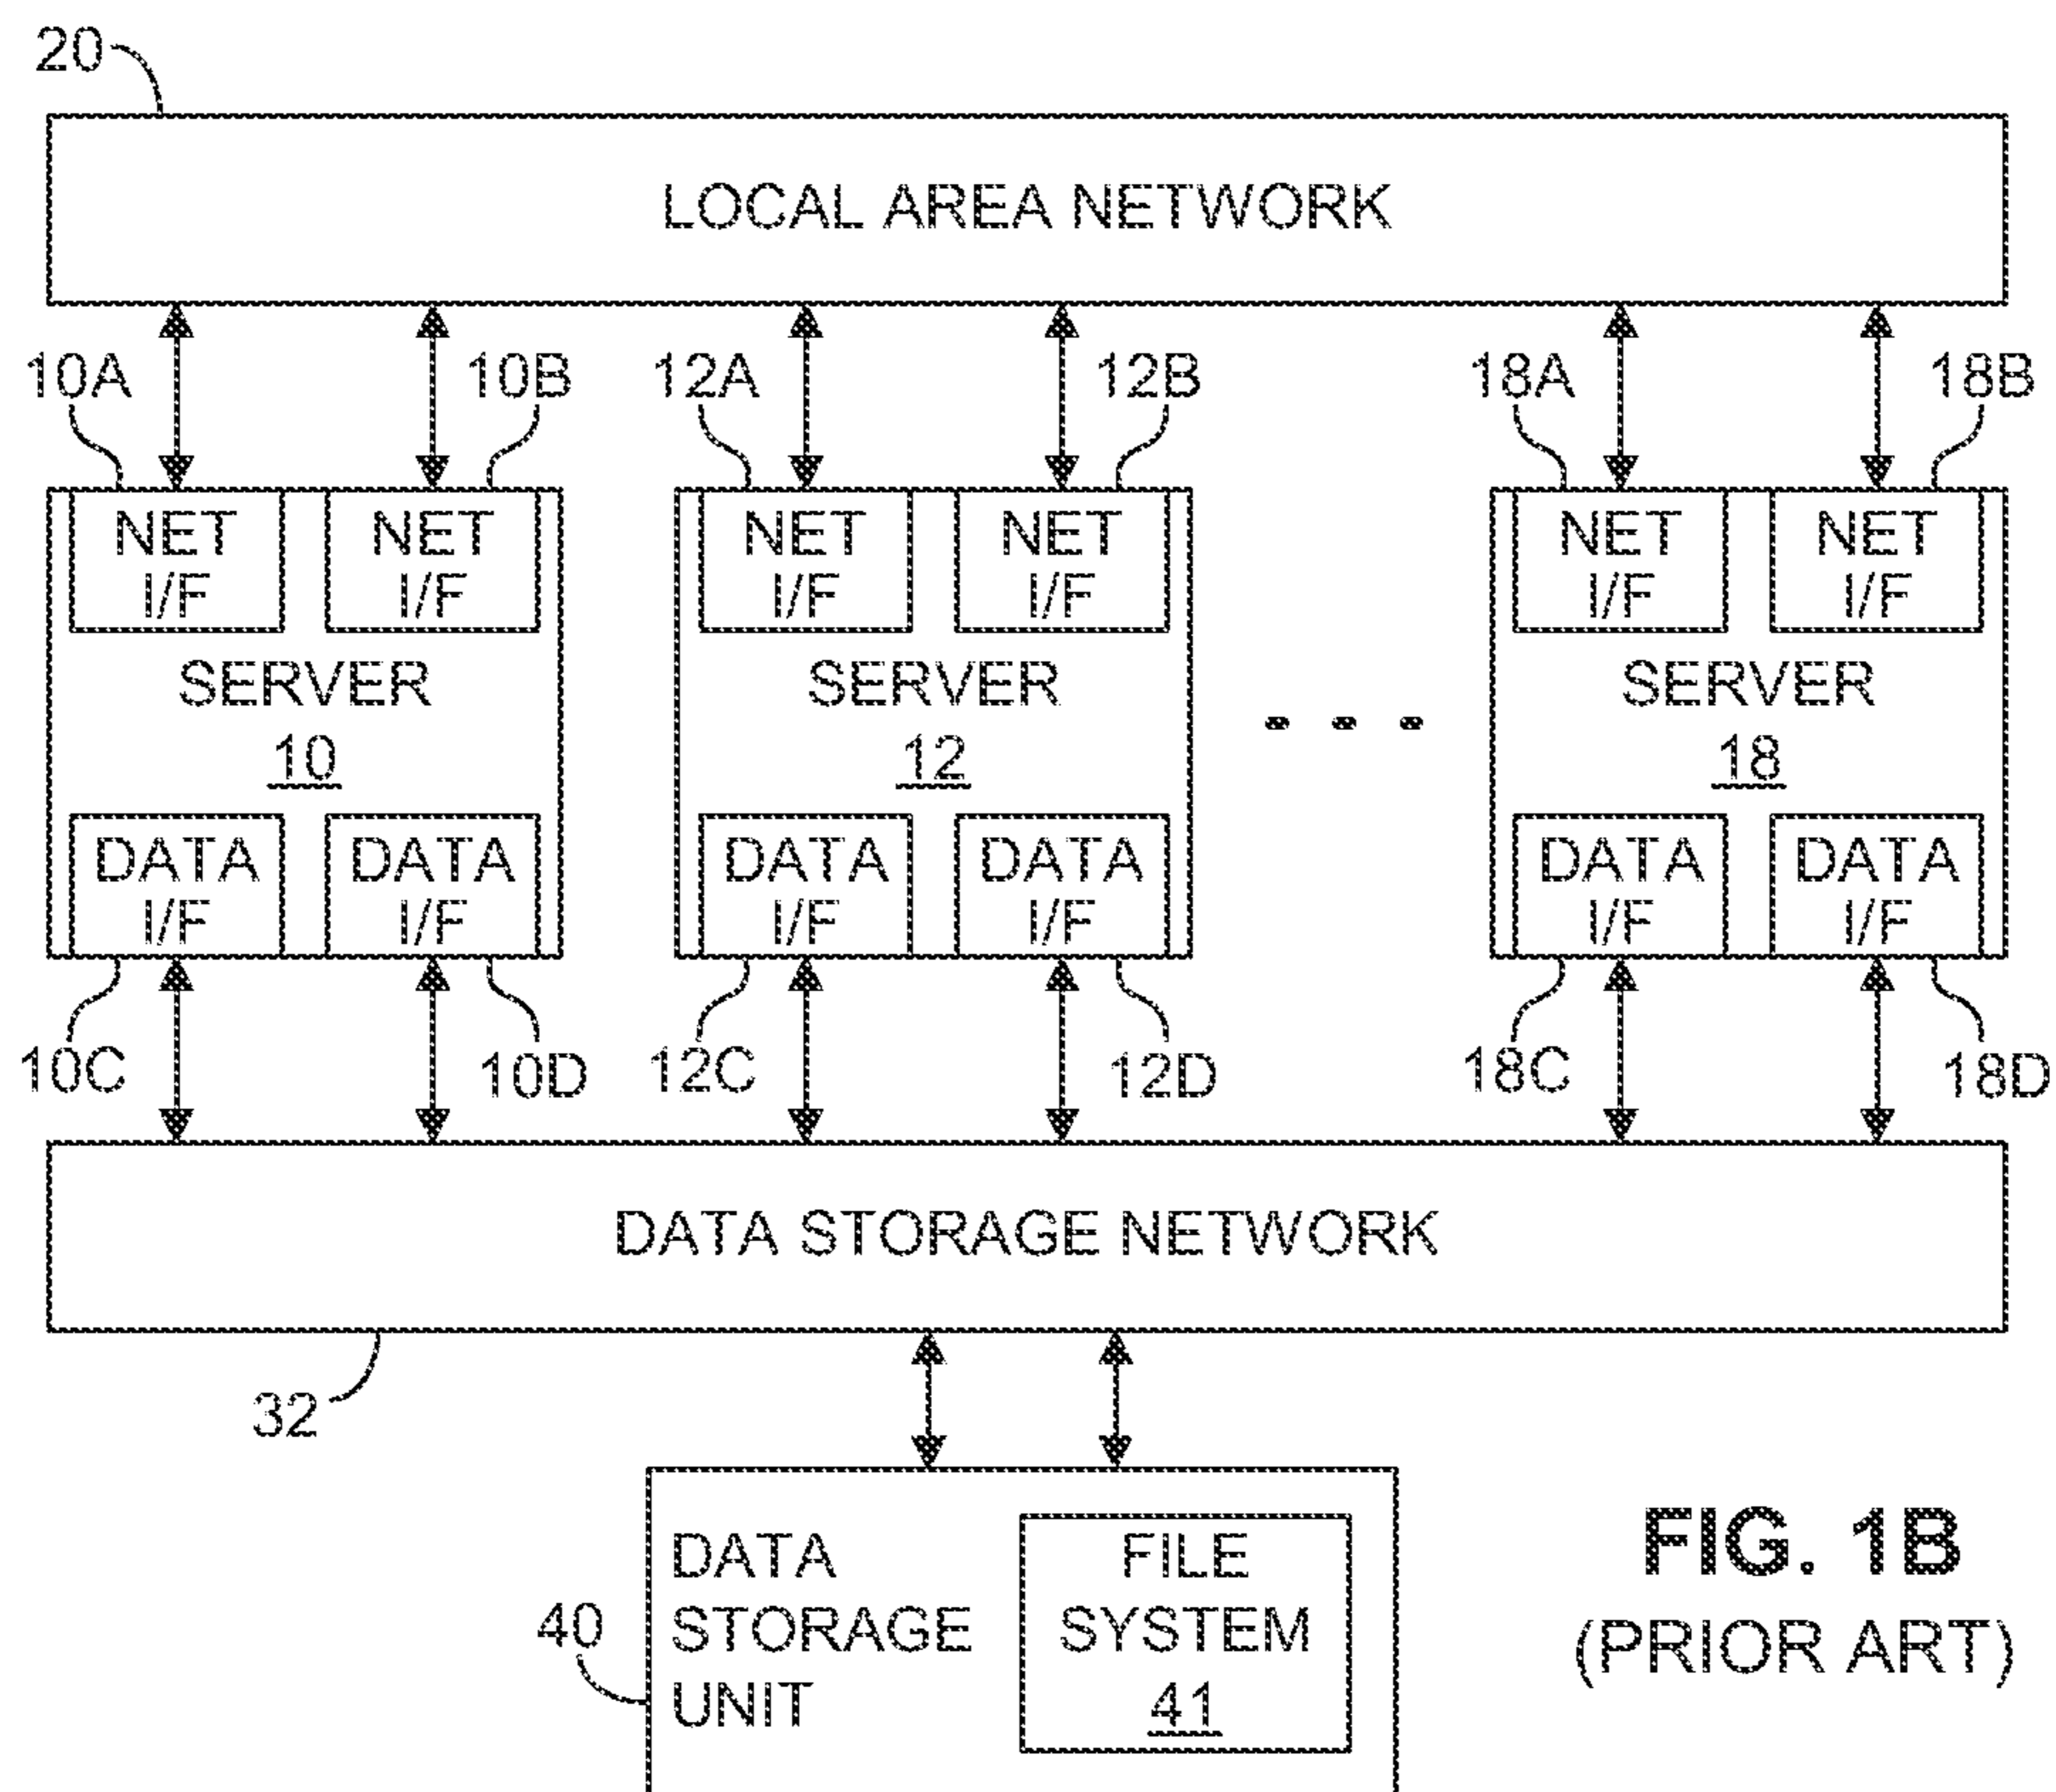 20
LOCAL AREA NETWORK
10A 10B 12A 12B 18A 18B
NET NET NET NET NET NET
I/F I/F I/F I/F I/F I/F
SERVER SERVER SERVER
10 12 . . . 18
DATA DATA DATA DATA DATA DATA
I/F I/F I/F I/F I/F I/F
10C 10D 12C 12D 18C 18D
DATA STORAGE NETWORK
32
40
DATA
STORAGE
UNIT
FILE
SYSTEM
41
FIG. 1B
(PRIOR ART)